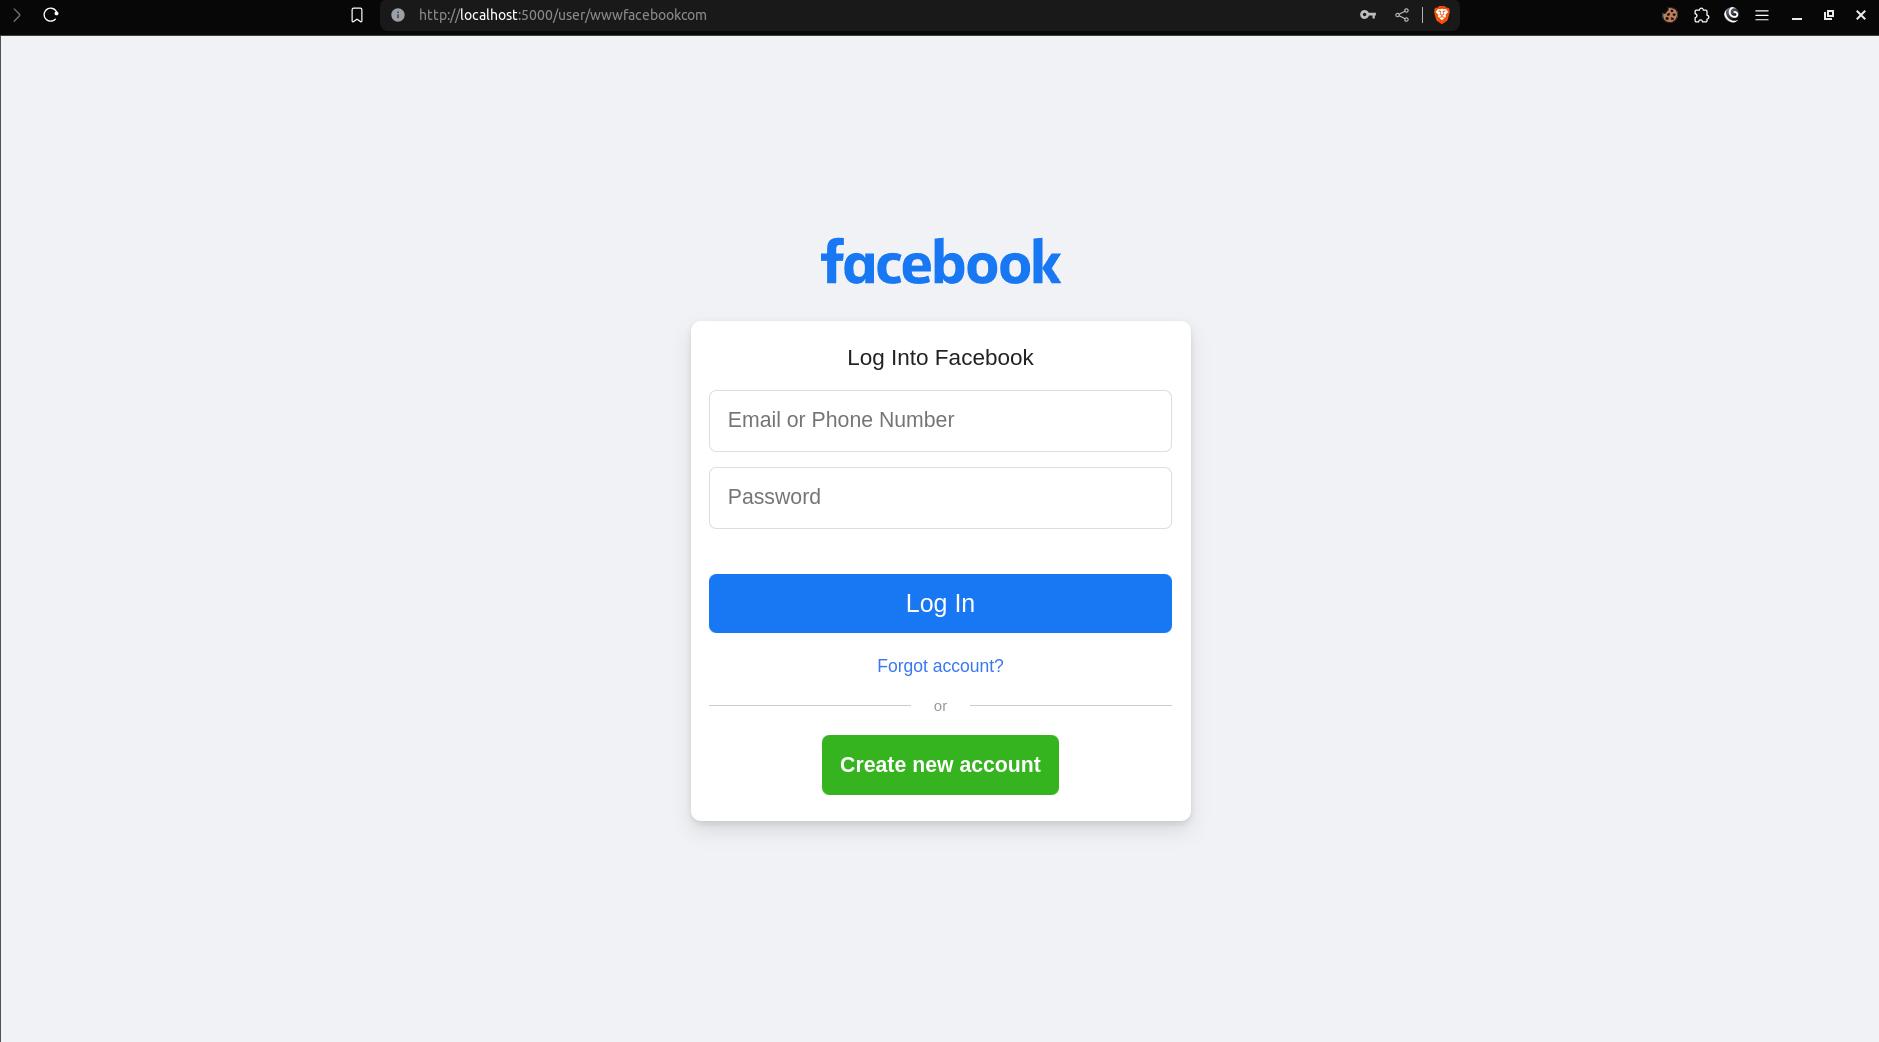 http://localhost:5000/user/wwwfacebookcom
facebook
Log Into Facebook
Email or Phone Number
Password
Log In
Forgot account?
or
Create new account